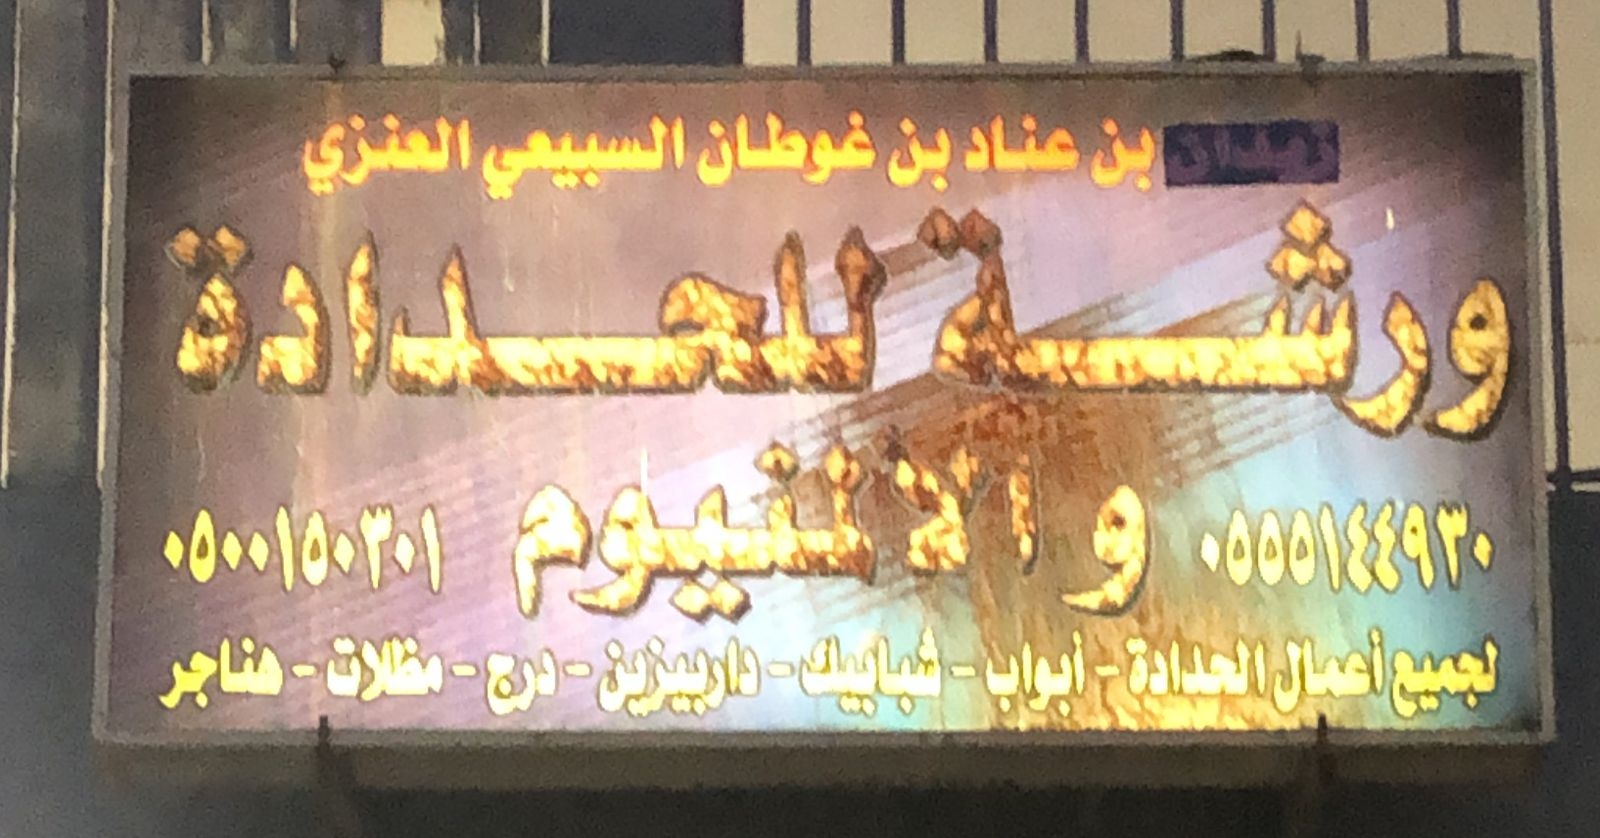 بن عناد بن غوطان السبيعي العنزي
ورشة للحدادة
والالنيوم
٠٥٥٥١٤٤٩٣٠
٠٥٠٠١٥٠٣٠١
لجميع أعمال الحدادة - أبواب - شبابيك - داربيزين - درج - مظلات - هناجر